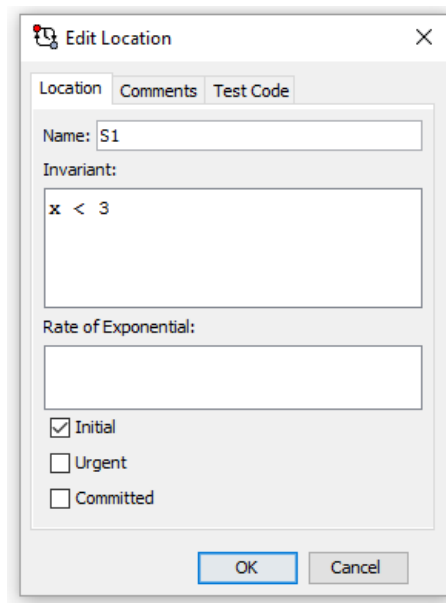 Edit Location
Location Comments Test Code
Name: S1
Invariant:
x < 3
Rate of Exponential:
Initial
Urgent
Committed
OK Cancel